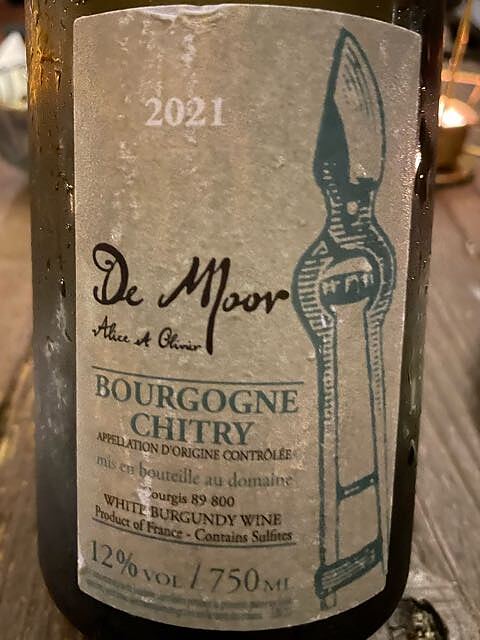 2021
De Moor
Alice et Olivier
BOURGOGNE
CHITRY
APPELLATION D'ORIGINE CONTRÔLÉE
mis en bouteille au domaine
Courgis 89 800
WHITE BURGUNDY WINE
Product of France - Contains Sulfites
12% VOL / 750 ML